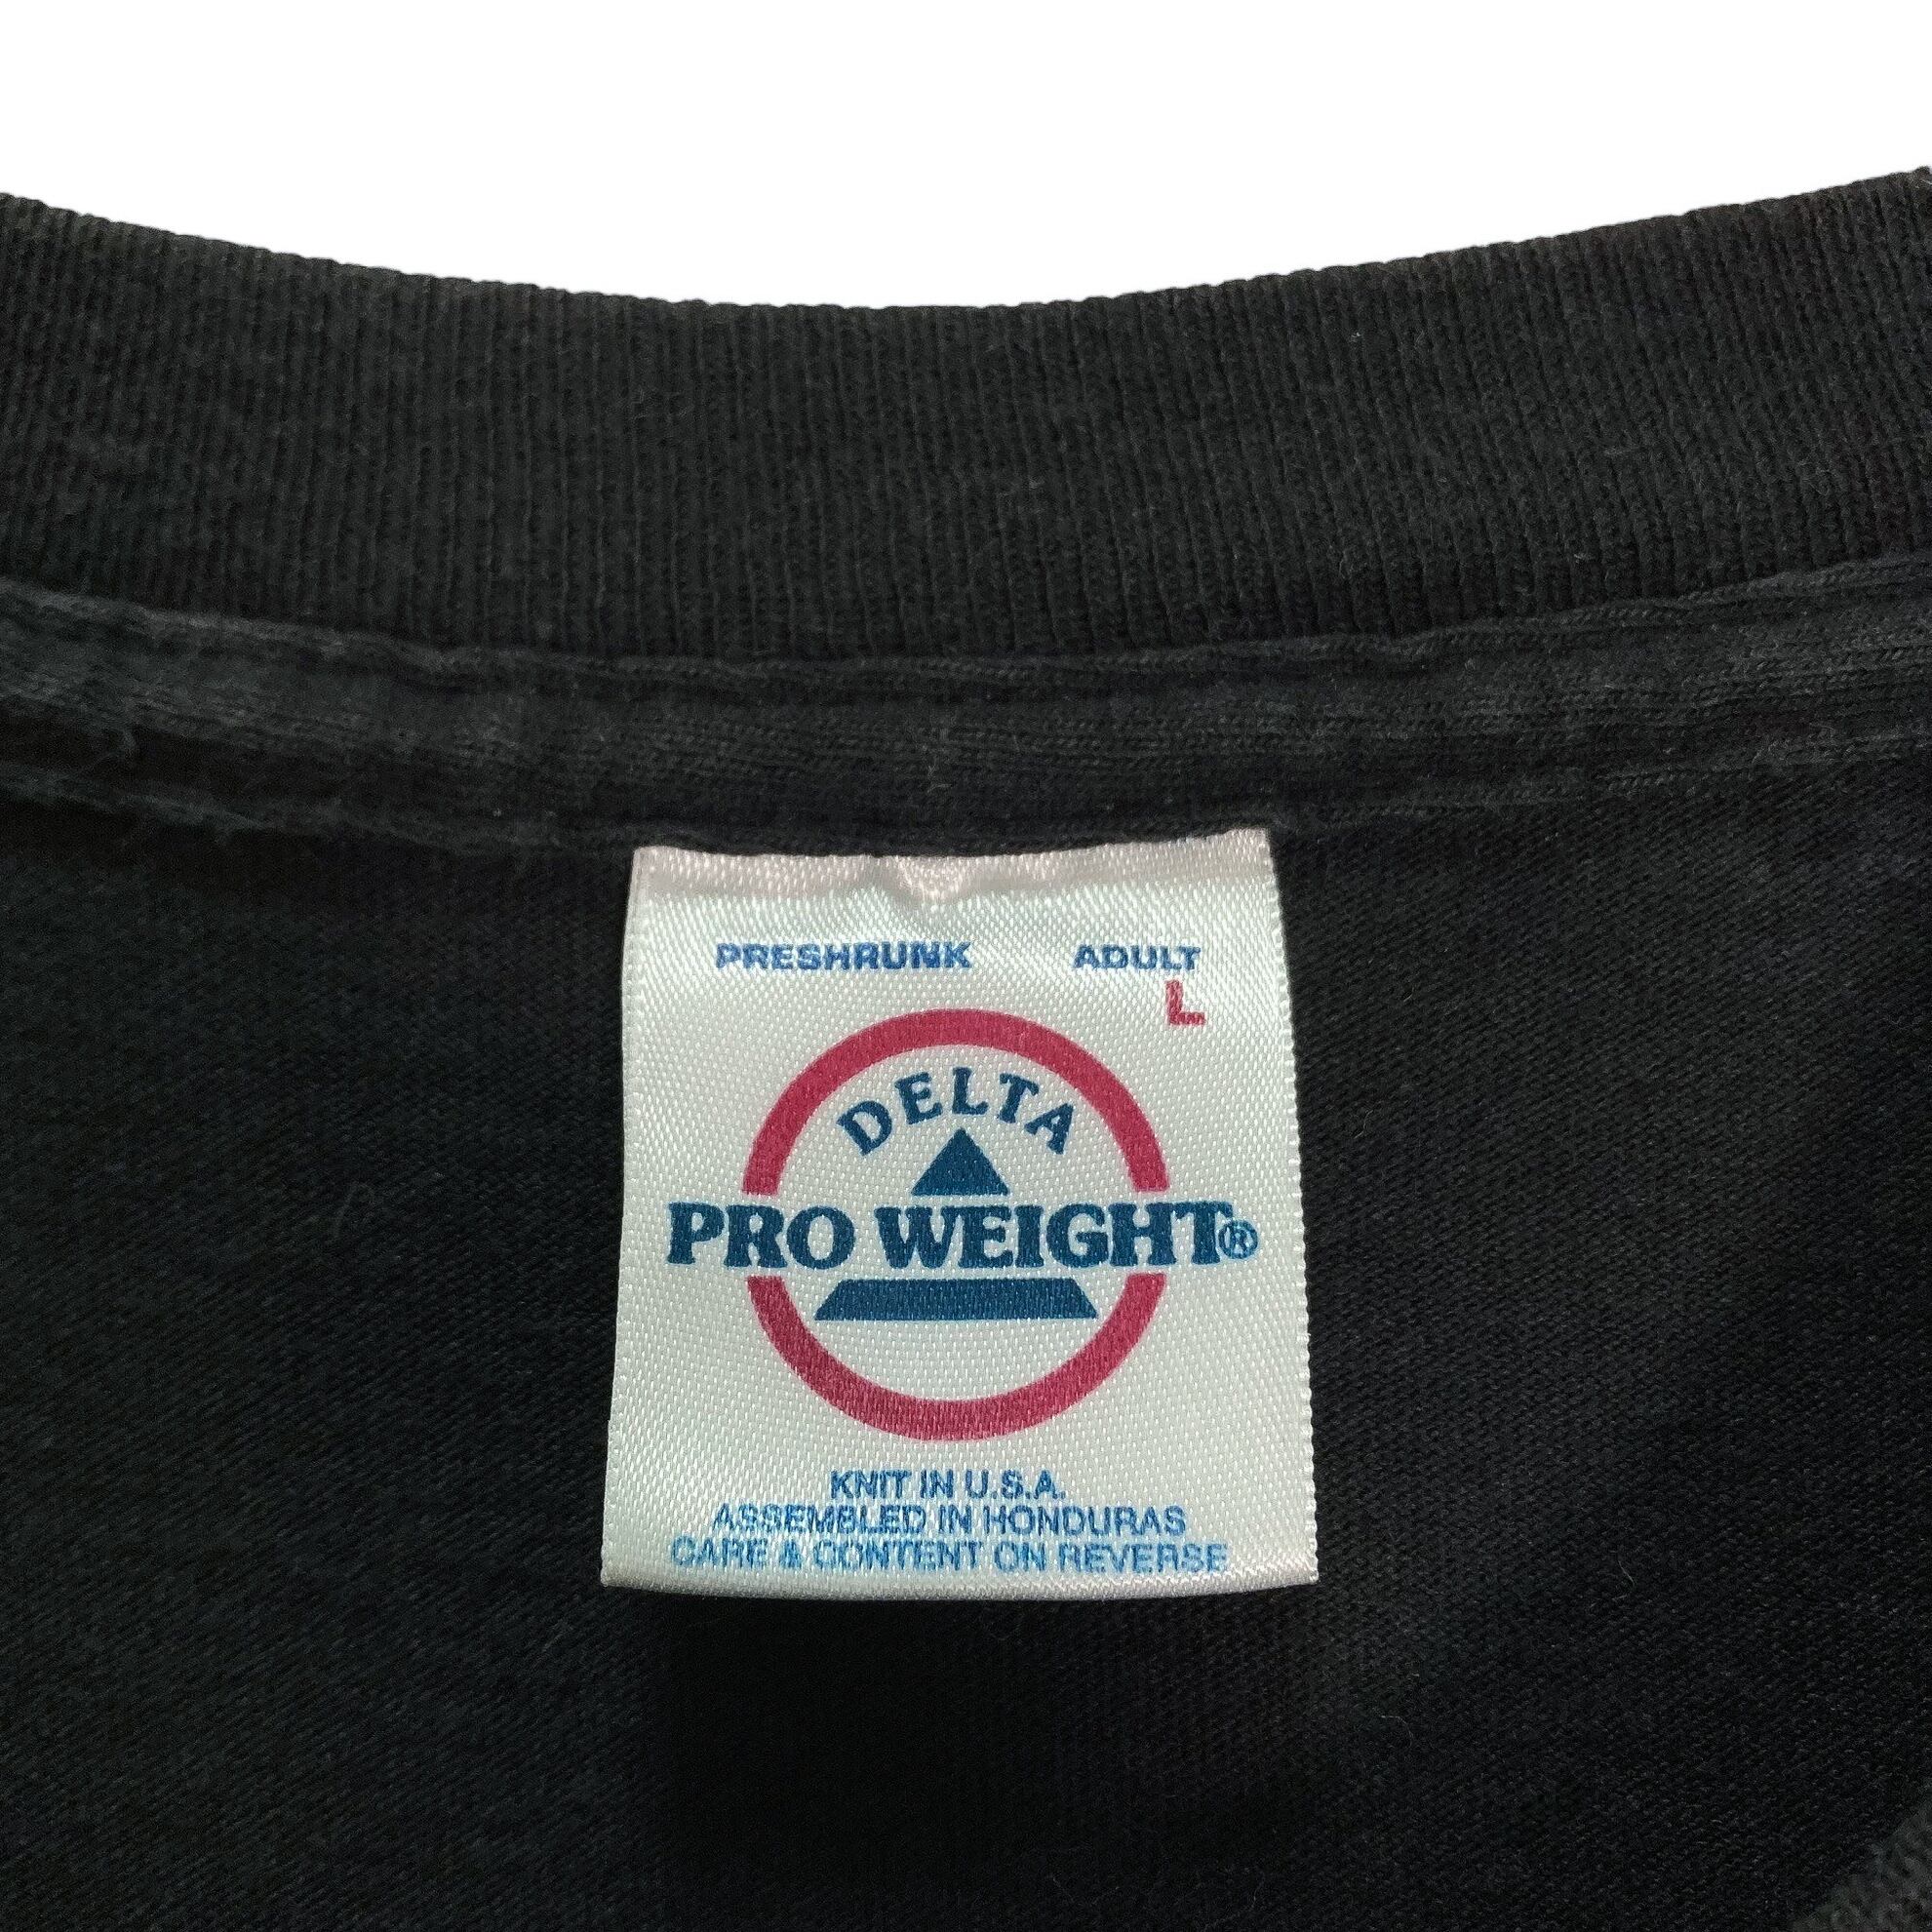 PRESHRUNK ADULT
L
DELTA
PRO WEIGHT®
KNIT IN U.S.A.
ASSEMBLED IN HONDURAS
CARE & CONTENT ON REVERSE